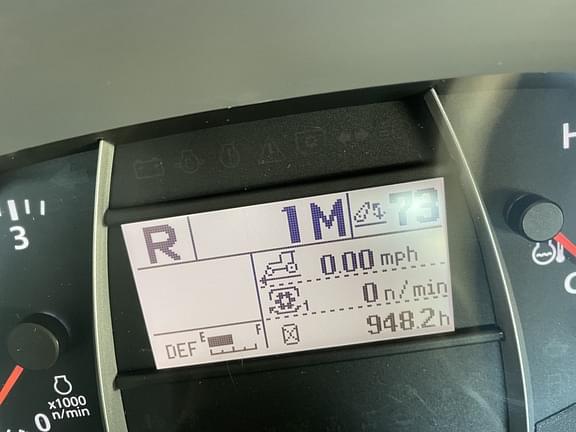 R 1M 73
0.00 mph
0 n/min
948.2h
DEF E F
3
0
x1000
n/min
H
C